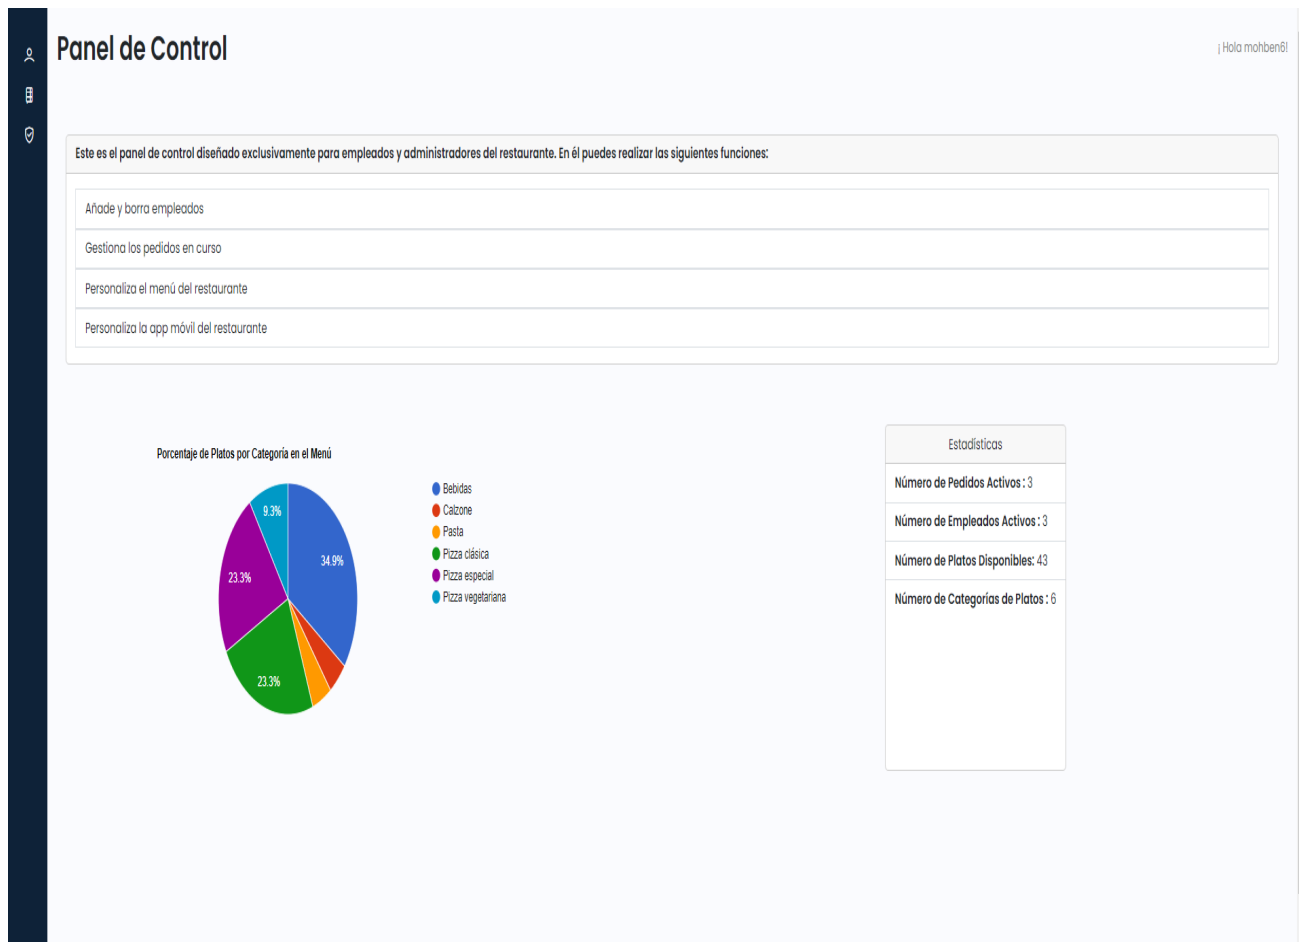 Panel de Control
¡ Hola mohben6!
Este es el panel de control diseñado exclusivamente para empleados y administradores del restaurante. En él puedes realizar las siguientes funciones:
Añade y borra empleados
Gestiona los pedidos en curso
Personaliza el menú del restaurante
Personaliza la app móvil del restaurante
Porcentaje de Platos por Categoría en el Menú
9.3%
34.9%
23.3%
23.3%
Bebidas
Calzone
Pasta
Pizza clásica
Pizza especial
Pizza vegetariana
Estadísticas
Número de Pedidos Activos : 3
Número de Empleados Activos : 3
Número de Platos Disponibles: 43
Número de Categorías de Platos : 6